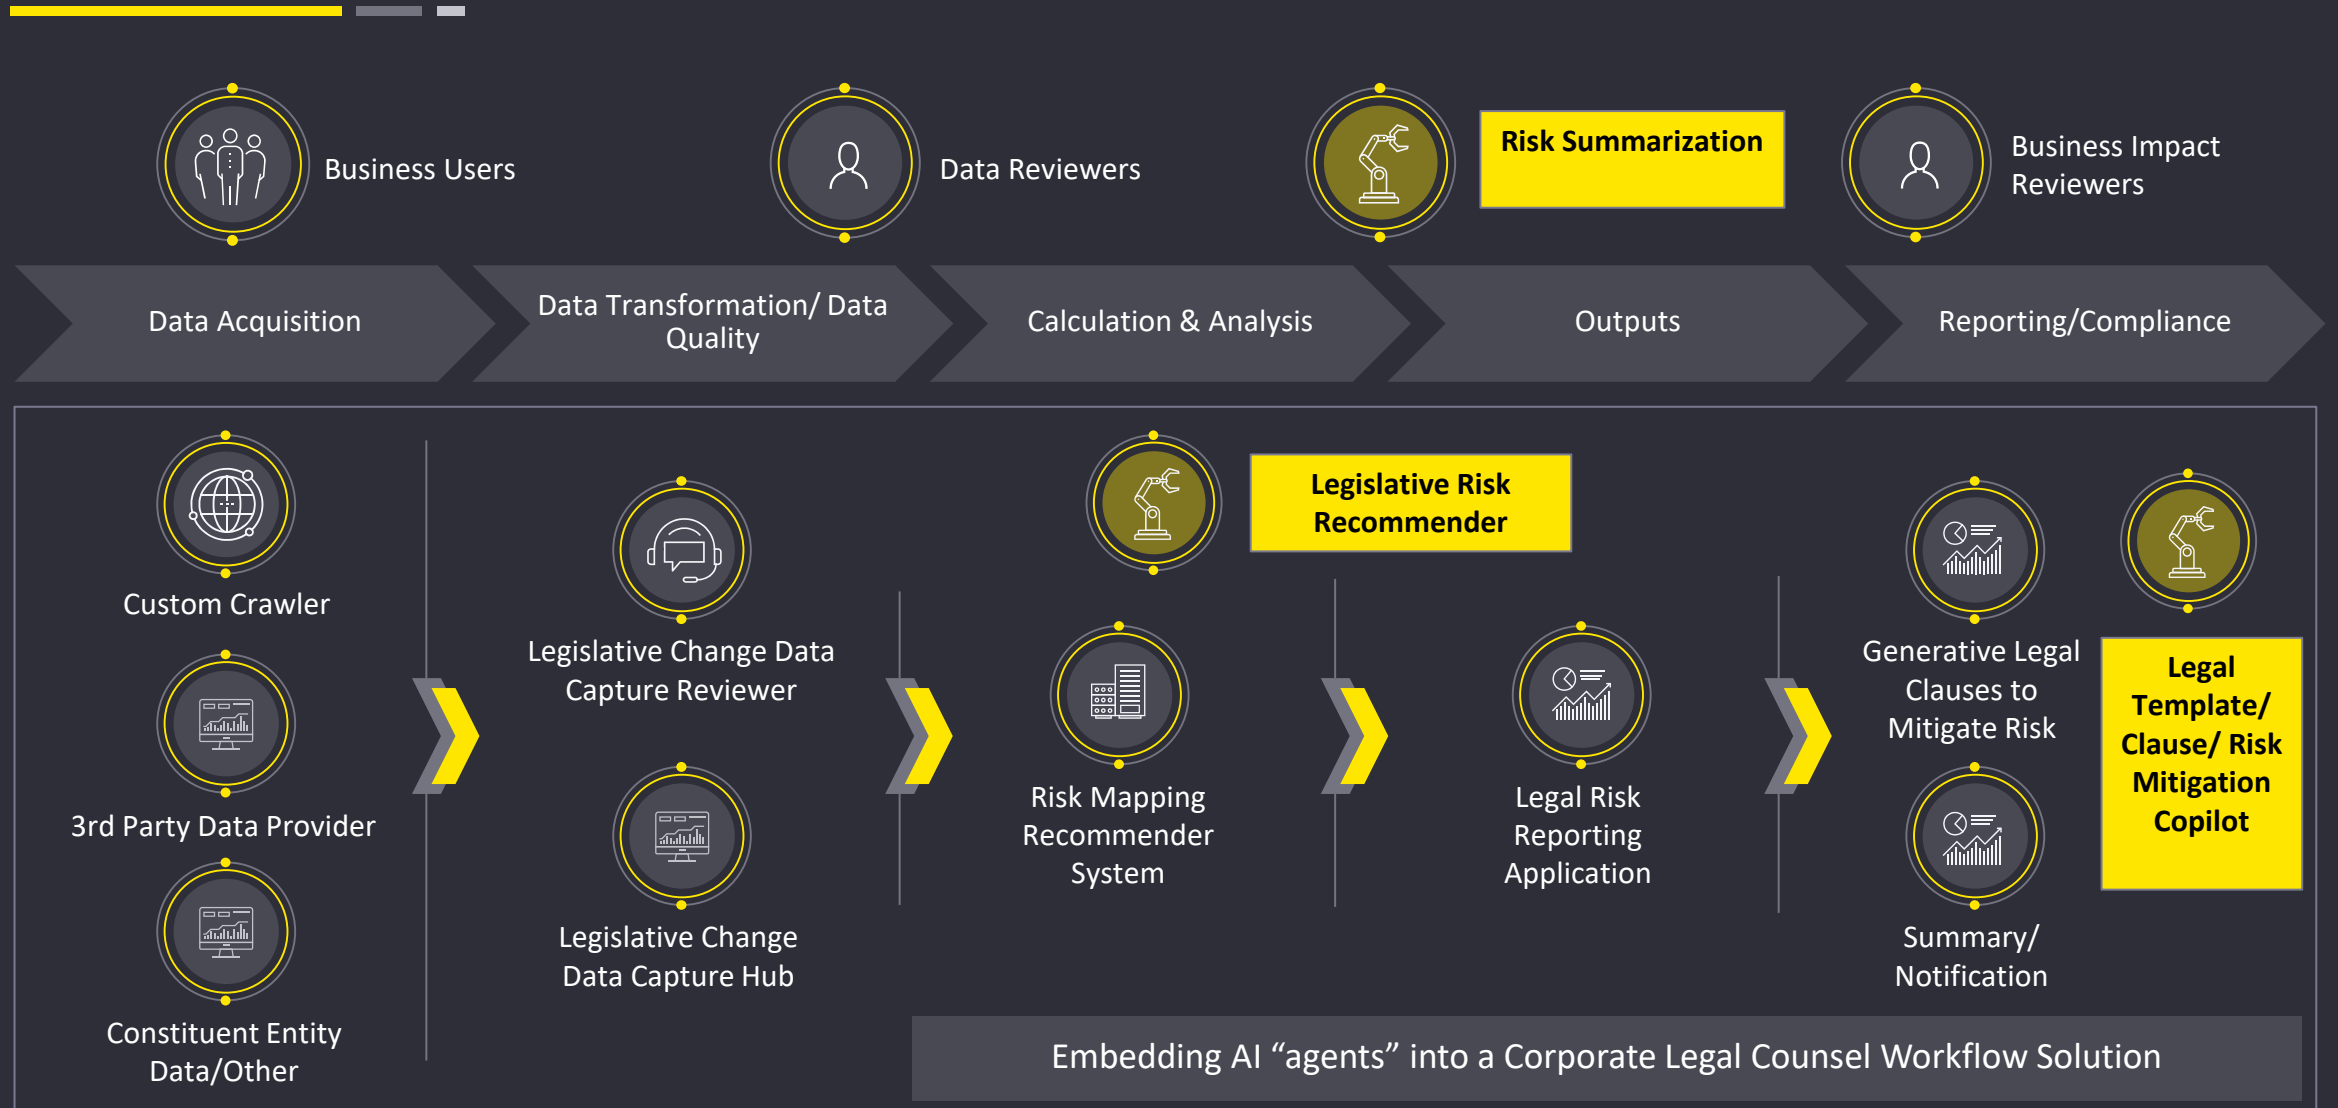 Business Users
Data Reviewers
Risk Summarization
Business Impact
Reviewers
Data Acquisition
Data Transformation/ Data
Quality
Calculation & Analysis
Outputs
Reporting/Compliance
Custom Crawler
3rd Party Data Provider
Constituent Entity
Data/Other
Legislative Change Data
Capture Reviewer
Legislative Change
Data Capture Hub
Legislative Risk
Recommender
Risk Mapping
Recommender
System
Legal Risk
Reporting
Application
Generative Legal
Clauses to
Mitigate Risk
Summary/
Notification
Legal
Template/
Clause/ Risk
Mitigation
Copilot
Embedding AI “agents” into a Corporate Legal Counsel Workflow Solution